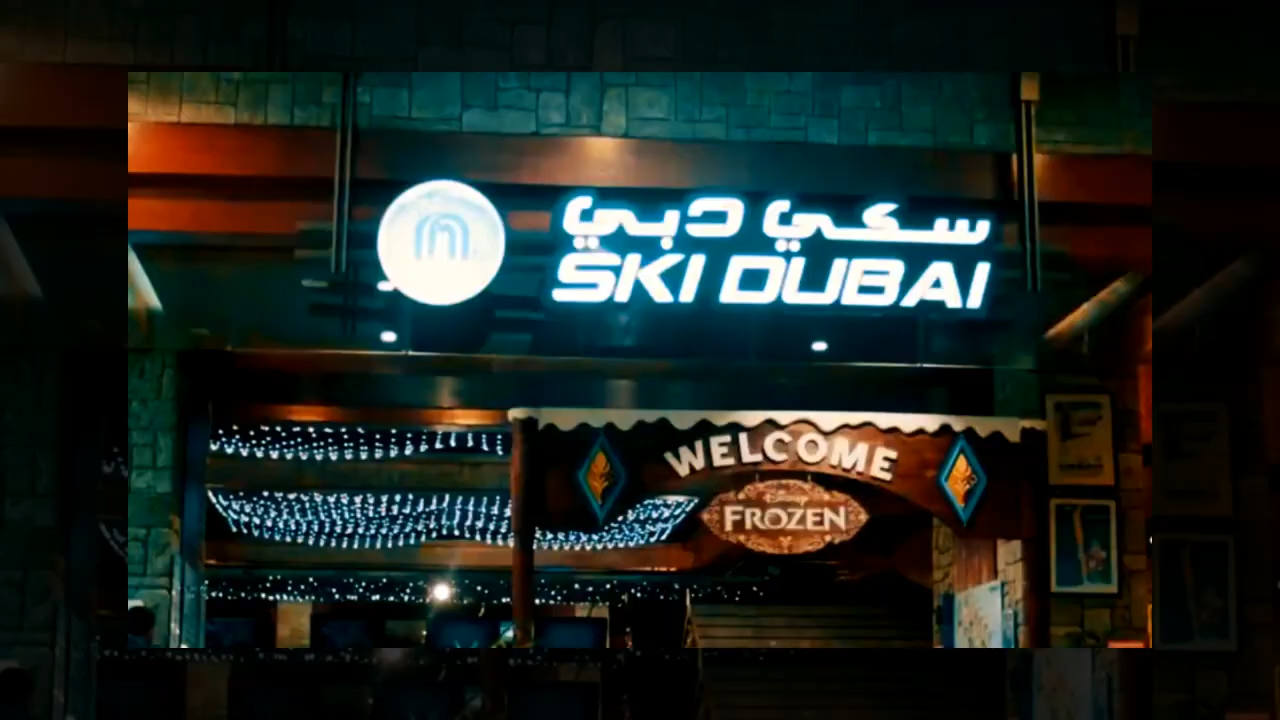 سكي دبي
SKI DUBAI
WELCOME
Disney
FROZEN